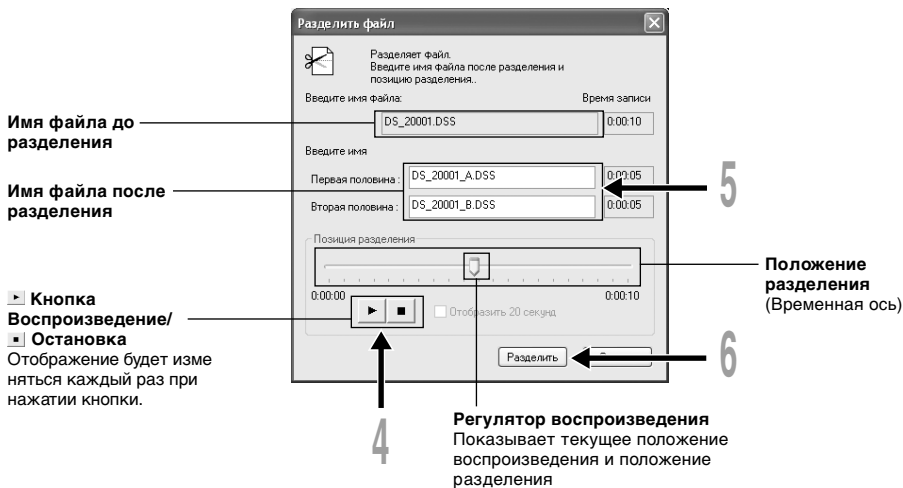 Разделить файл
Разделяет файл.
Введите имя файла после разделения и
позицию разделения..
Введите имя файла:
Время записи
DS_20001.DSS
0:00:10
Введите имя
Первая половина :
DS_20001_A.DSS
0:00:05
Вторая половина :
DS_20001_B.DSS
0:00:05
Позиция разделения
0:00:00
0:00:10
Отобразить 20 секунд
Разделить
Имя файла до
разделения
Имя файла после
разделения
Кнопка
Воспроизведение/
Остановка
Отображение будет изме
няться каждый раз при
нажатии кнопки.
5
Положение
разделения
(Временная ось)
6
4
Регулятор воспроизведения
Показывает текущее положение
воспроизведения и положение
разделения